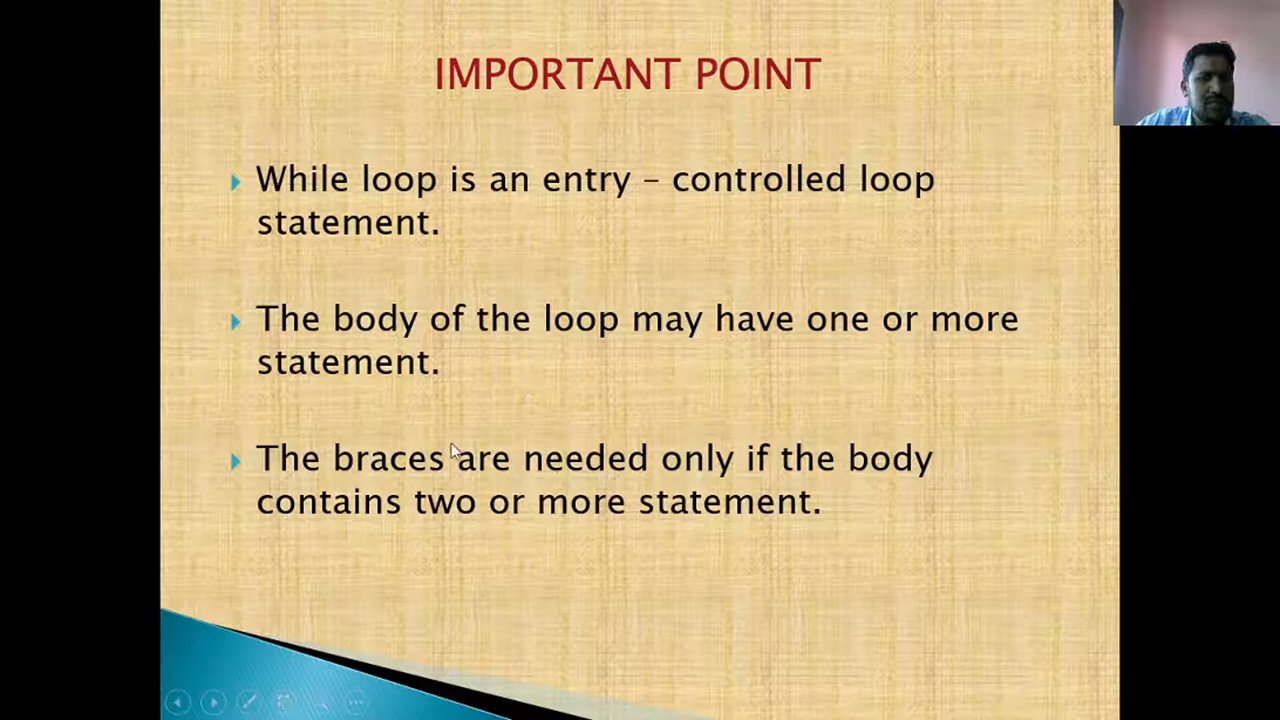 IMPORTANT POINT
While loop is an entry – controlled loop
statement.
The body of the loop may have one or more
statement.
The braces are needed only if the body
contains two or more statement.